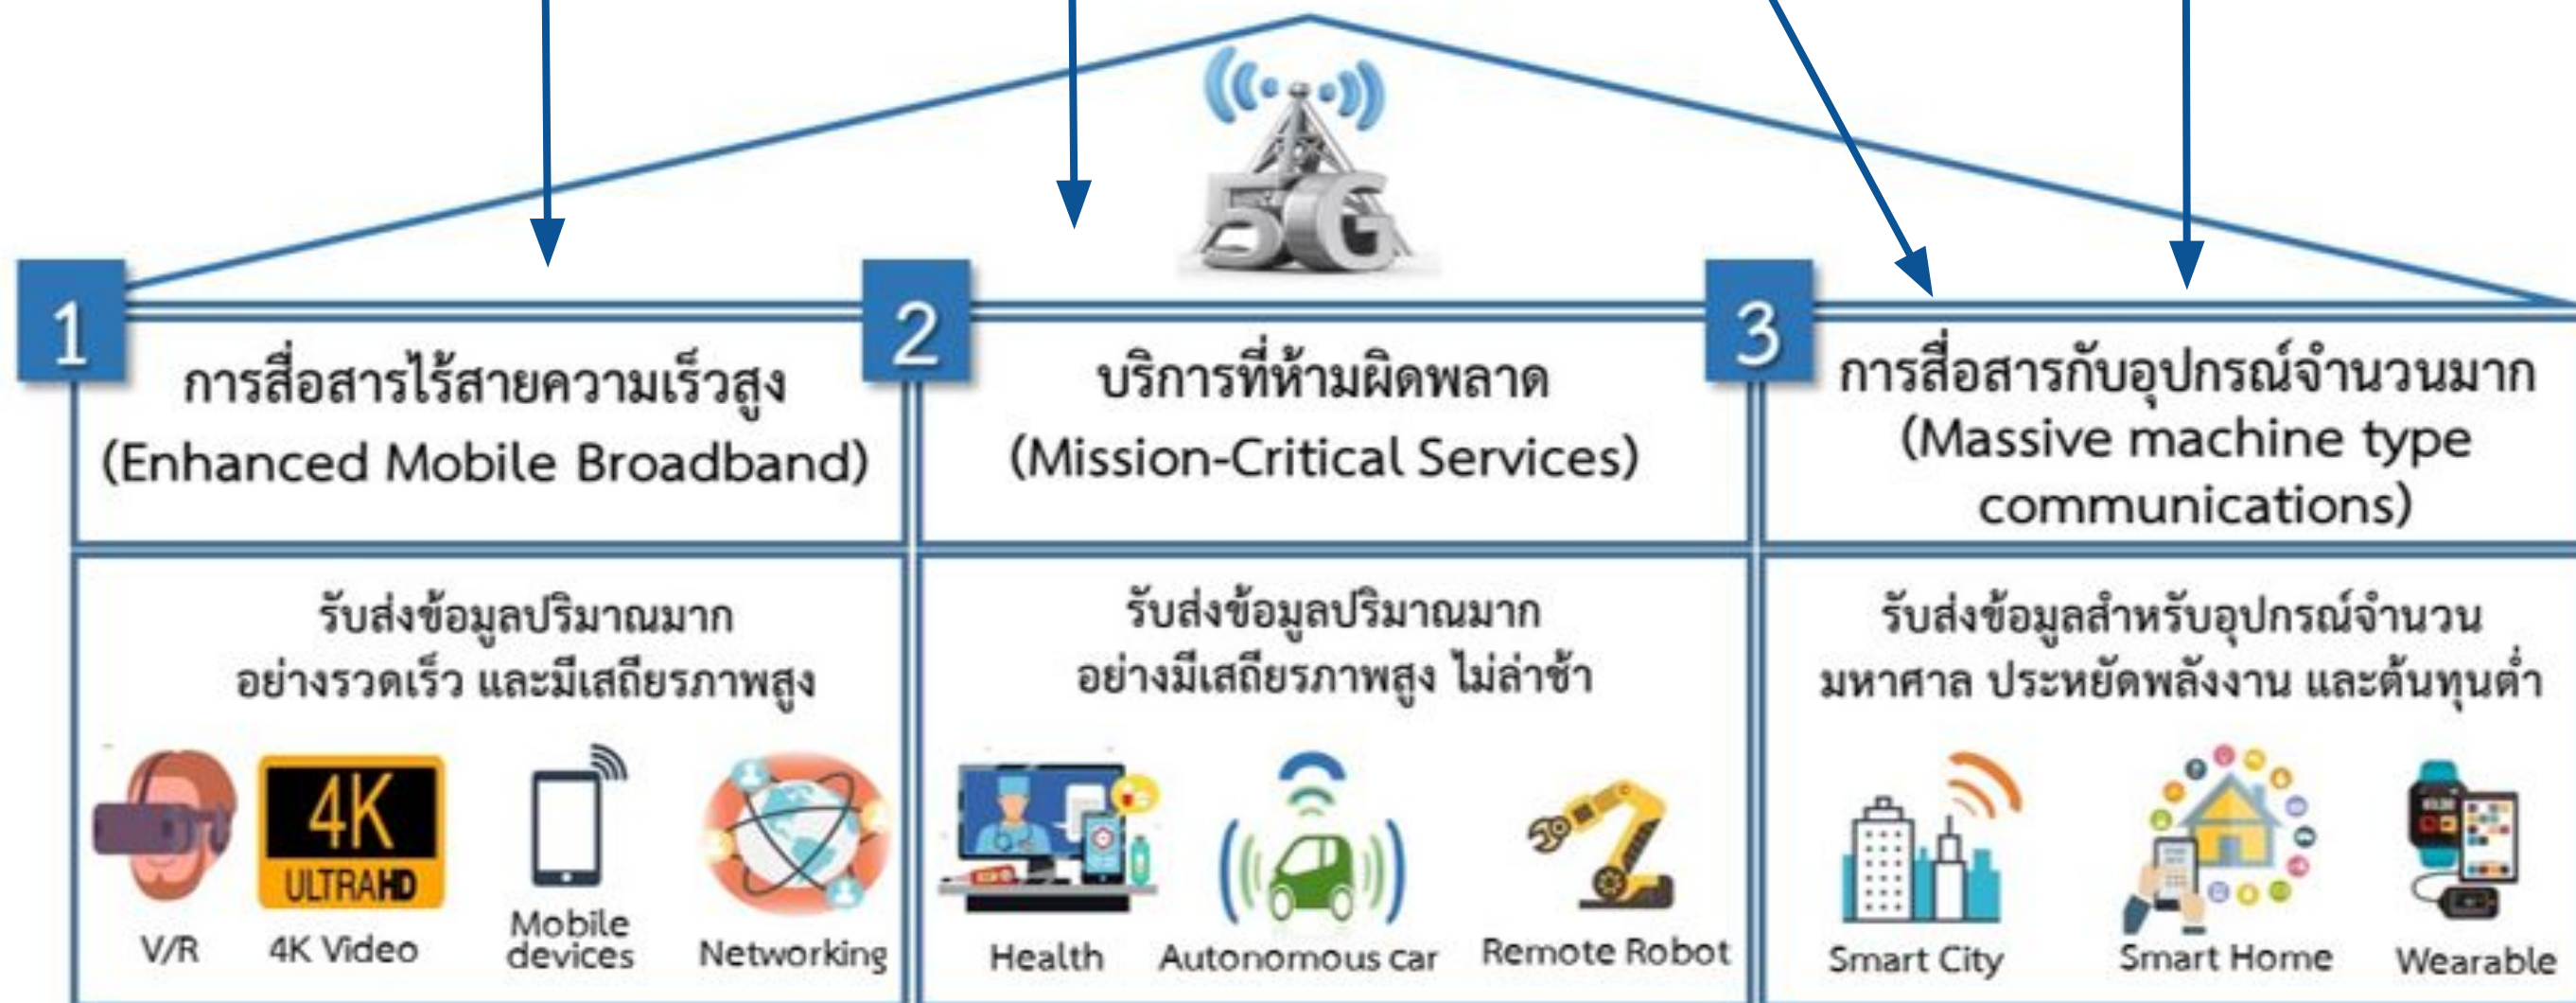 5G
1
การสื่อสารไร้สายความเร็วสูง
(Enhanced Mobile Broadband)
รับส่งข้อมูลปริมาณมาก
อย่างรวดเร็ว และมีเสถียรภาพสูง
V/R
4K
ULTRAHD
4K Video
Mobile
devices
Networking
2
บริการที่ห้ามผิดพลาด
(Mission-Critical Services)
รับส่งข้อมูลปริมาณมาก
อย่างมีเสถียรภาพสูง ไม่ล่าช้า
Health
Autonomous car
Remote Robot
3
การสื่อสารกับอุปกรณ์จำนวนมาก
(Massive machine type
communications)
รับส่งข้อมูลสำหรับอุปกรณ์จำนวน
มหาศาล ประหยัดพลังงาน และต้นทุนต่ำ
Smart City
Smart Home
Wearable